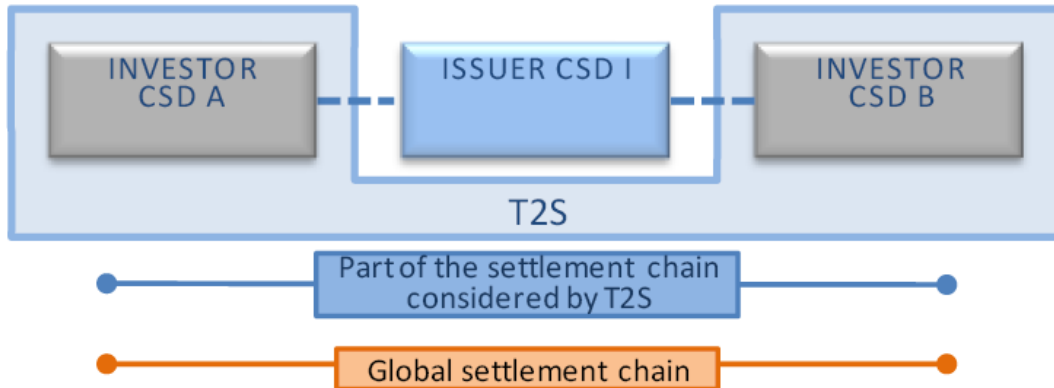 INVESTOR
CSD A
ISSUER CSD I
INVESTOR
CSD B
T2S
Part of the settlement chain
considered by T2S
Global settlement chain